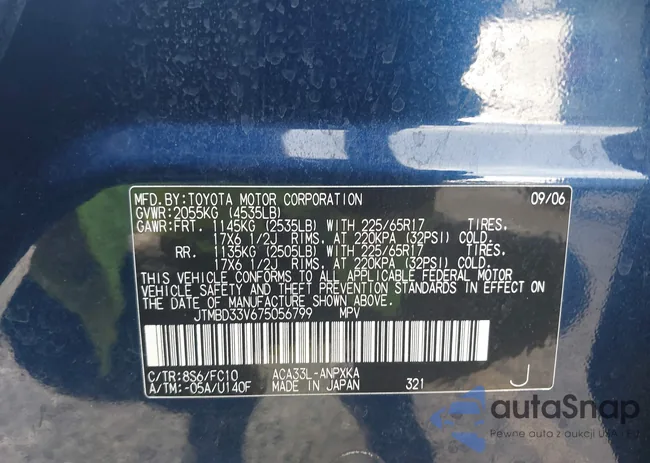 MFD.BY:TOYOTA MOTOR CORPORATION 09/06
GVWR:2055KG (4535LB)
GAWR:FRT. 1145KG (2535LB) WITH 225/65R17 TIRES.
17X6 1/2J RIMS. AT 220KPA (32PSI) COLD.
RR. 1135KG (2505LB) WITH 225/65R17 TIRES.
17X6 1/2J RIMS. AT 220KPA (32PSI) COLD.
THIS VEHICLE CONFORMS TO ALL APPLICABLE FEDERAL MOTOR
VEHICLE SAFETY AND THEFT PREVENTION STANDARDS IN EFFECT ON
THE DATE OF MANUFACTURE SHOWN ABOVE.
JTMBD33V675056799 MPV
C/TR:8S6/FC10 ACA33L-ANPXKA
A/TM:-05A/U140F MADE IN JAPAN 321 J
autoSnap
Pewne auta z aukcji USA